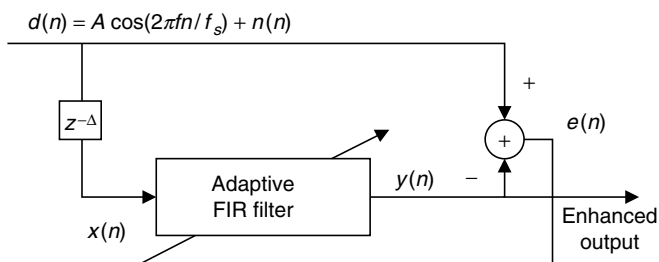 d(n) = A cos(2πfn/f_s) + n(n)
+
z^−Δ
+
e(n)
Adaptive
FIR filter
y(n)
−
x(n)
Enhanced
output